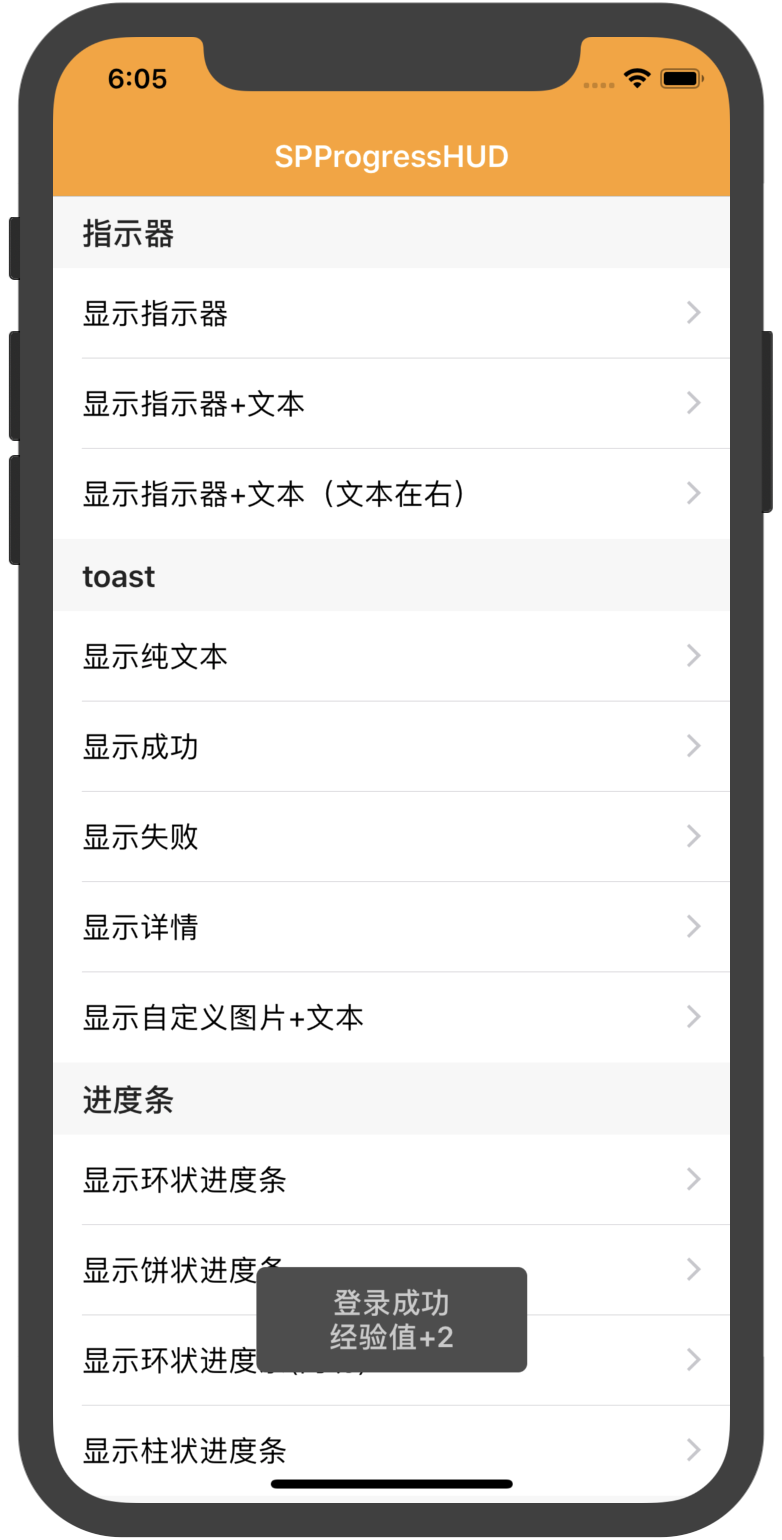 6:05
SPProgressHUD
指示器
显示指示器
显示指示器+文本
显示指示器+文本（文本在右）
toast
显示纯文本
显示成功
显示失败
显示详情
显示自定义图片+文本
进度条
显示环状进度条
显示饼状进度条
登录成功
经验值+2
显示环状进度
显示柱状进度条